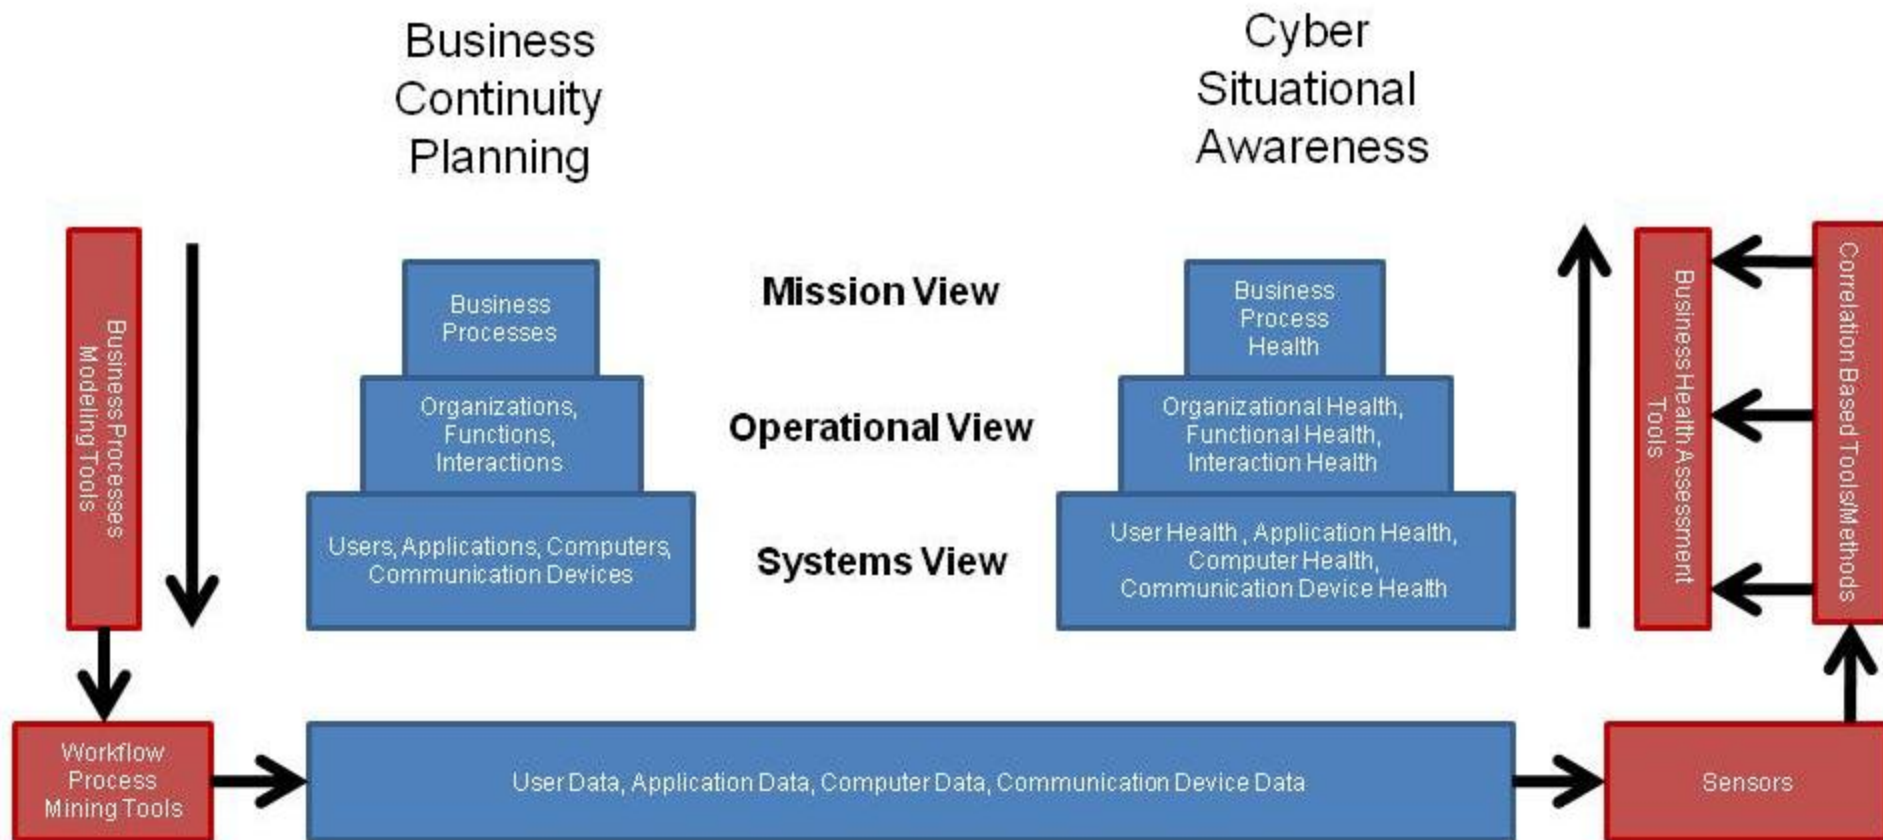 Business
Continuity
Planning
Cyber
Situational
Awareness
Business Processes
Modeling Tools
Business
Processes
Mission View
Business
Process
Health
Organizations,
Functions,
Interactions
Operational View
Organizational Health,
Functional Health,
Interaction Health
Users, Applications, Computers,
Communication Devices
Systems View
User Health , Application Health,
Computer Health,
Communication Device Health
Business Health Assessment
Tools
Correlation Based Tools/Methods
Workflow
Process
Mining Tools
User Data, Application Data, Computer Data, Communication Device Data
Sensors